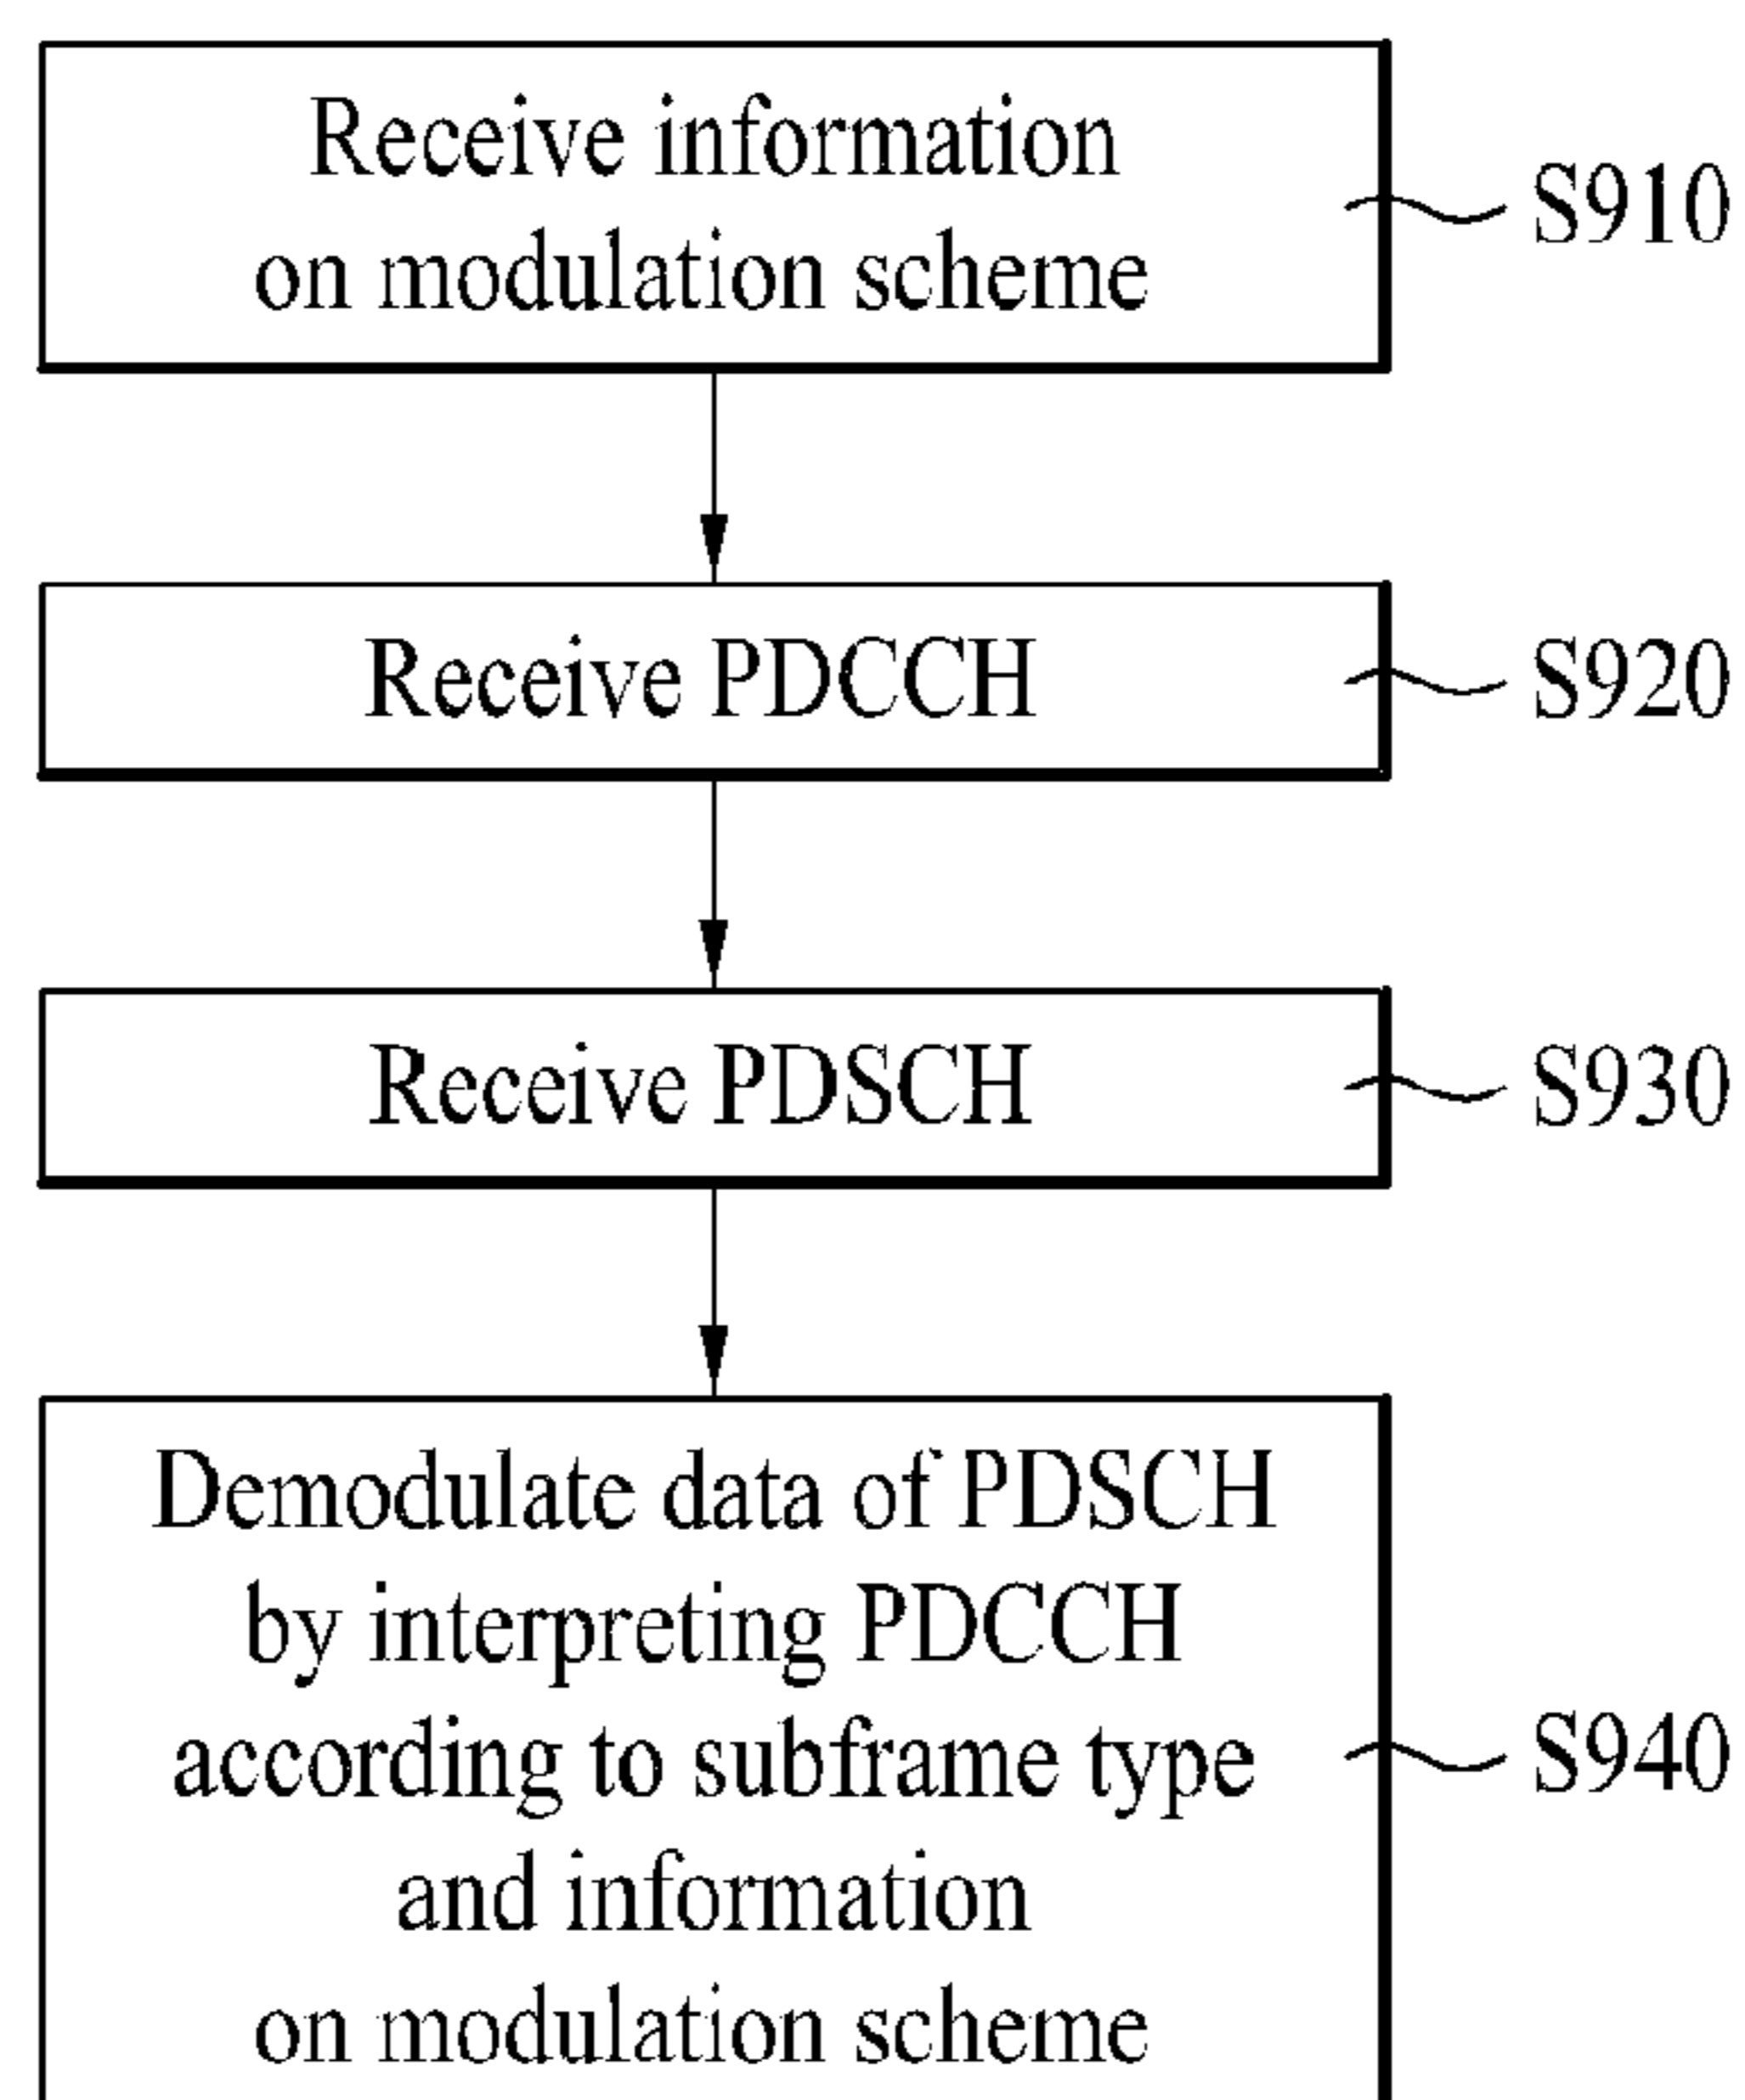 Receive information
on modulation scheme
S910
Receive PDCCH
S920
Receive PDSCH
S930
Demodulate data of PDSCH
by interpreting PDCCH
according to subframe type
and information
on modulation scheme
S940